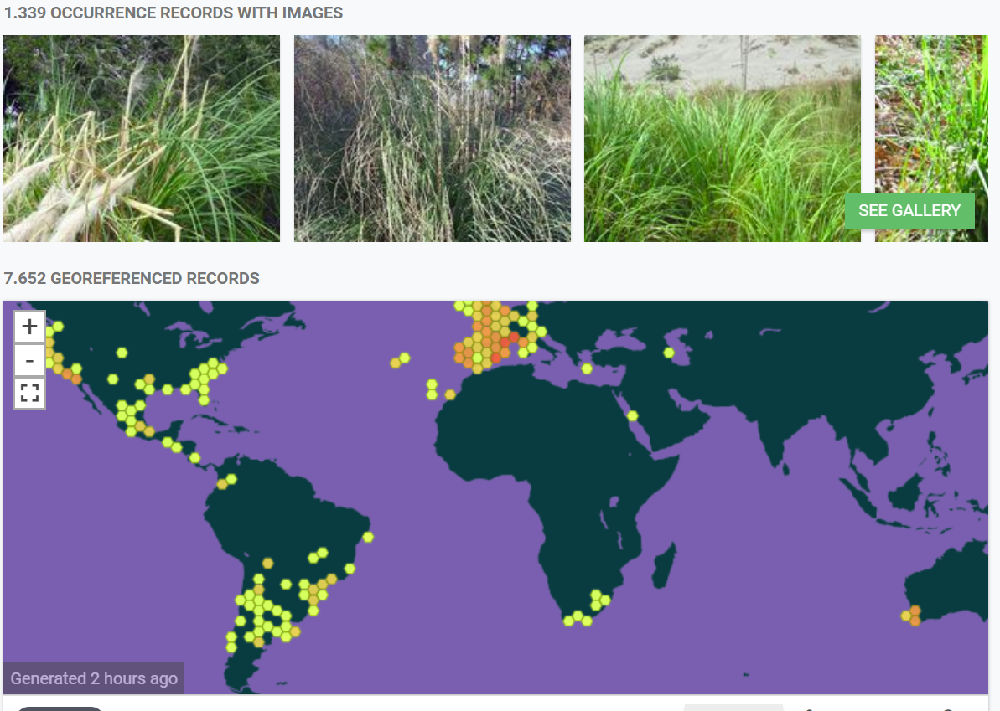 1.339 OCCURRENCE RECORDS WITH IMAGES
SEE GALLERY
7.652 GEOREFERENCED RECORDS
+
-
Generated 2 hours ago